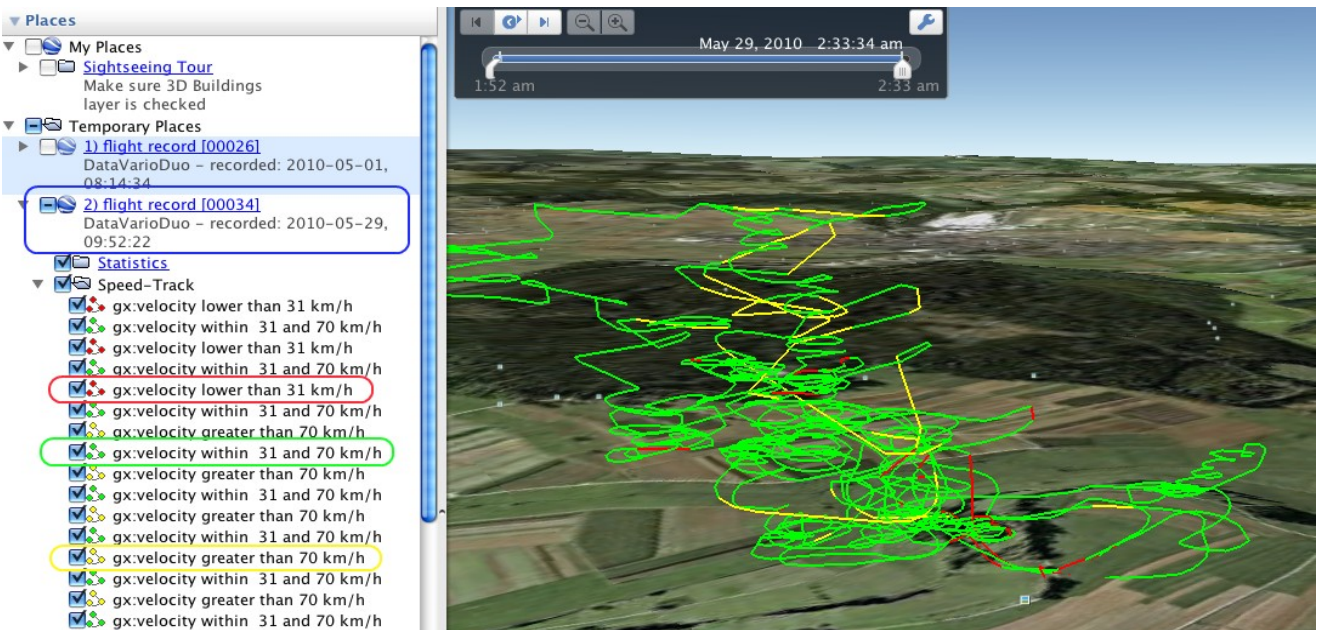 Places
My Places
Sightseeing Tour
Make sure 3D Buildings
layer is checked
Temporary Places
1) flight record [00026]
DataVarioDuo – recorded: 2010-05-01,
08:14:34
2) flight record [00034]
DataVarioDuo – recorded: 2010-05-29,
09:52:22
Statistics
Speed-Track
gx:velocity lower than 31 km/h
gx:velocity within 31 and 70 km/h
gx:velocity lower than 31 km/h
gx:velocity within 31 and 70 km/h
gx:velocity lower than 31 km/h
gx:velocity within 31 and 70 km/h
gx:velocity greater than 70 km/h
gx:velocity within 31 and 70 km/h
gx:velocity greater than 70 km/h
gx:velocity within 31 and 70 km/h
gx:velocity greater than 70 km/h
gx:velocity within 31 and 70 km/h
gx:velocity greater than 70 km/h
gx:velocity within 31 and 70 km/h
gx:velocity greater than 70 km/h
gx:velocity within 31 and 70 km/h
May 29, 2010 2:33:34 am
1:52 am
2:33 am